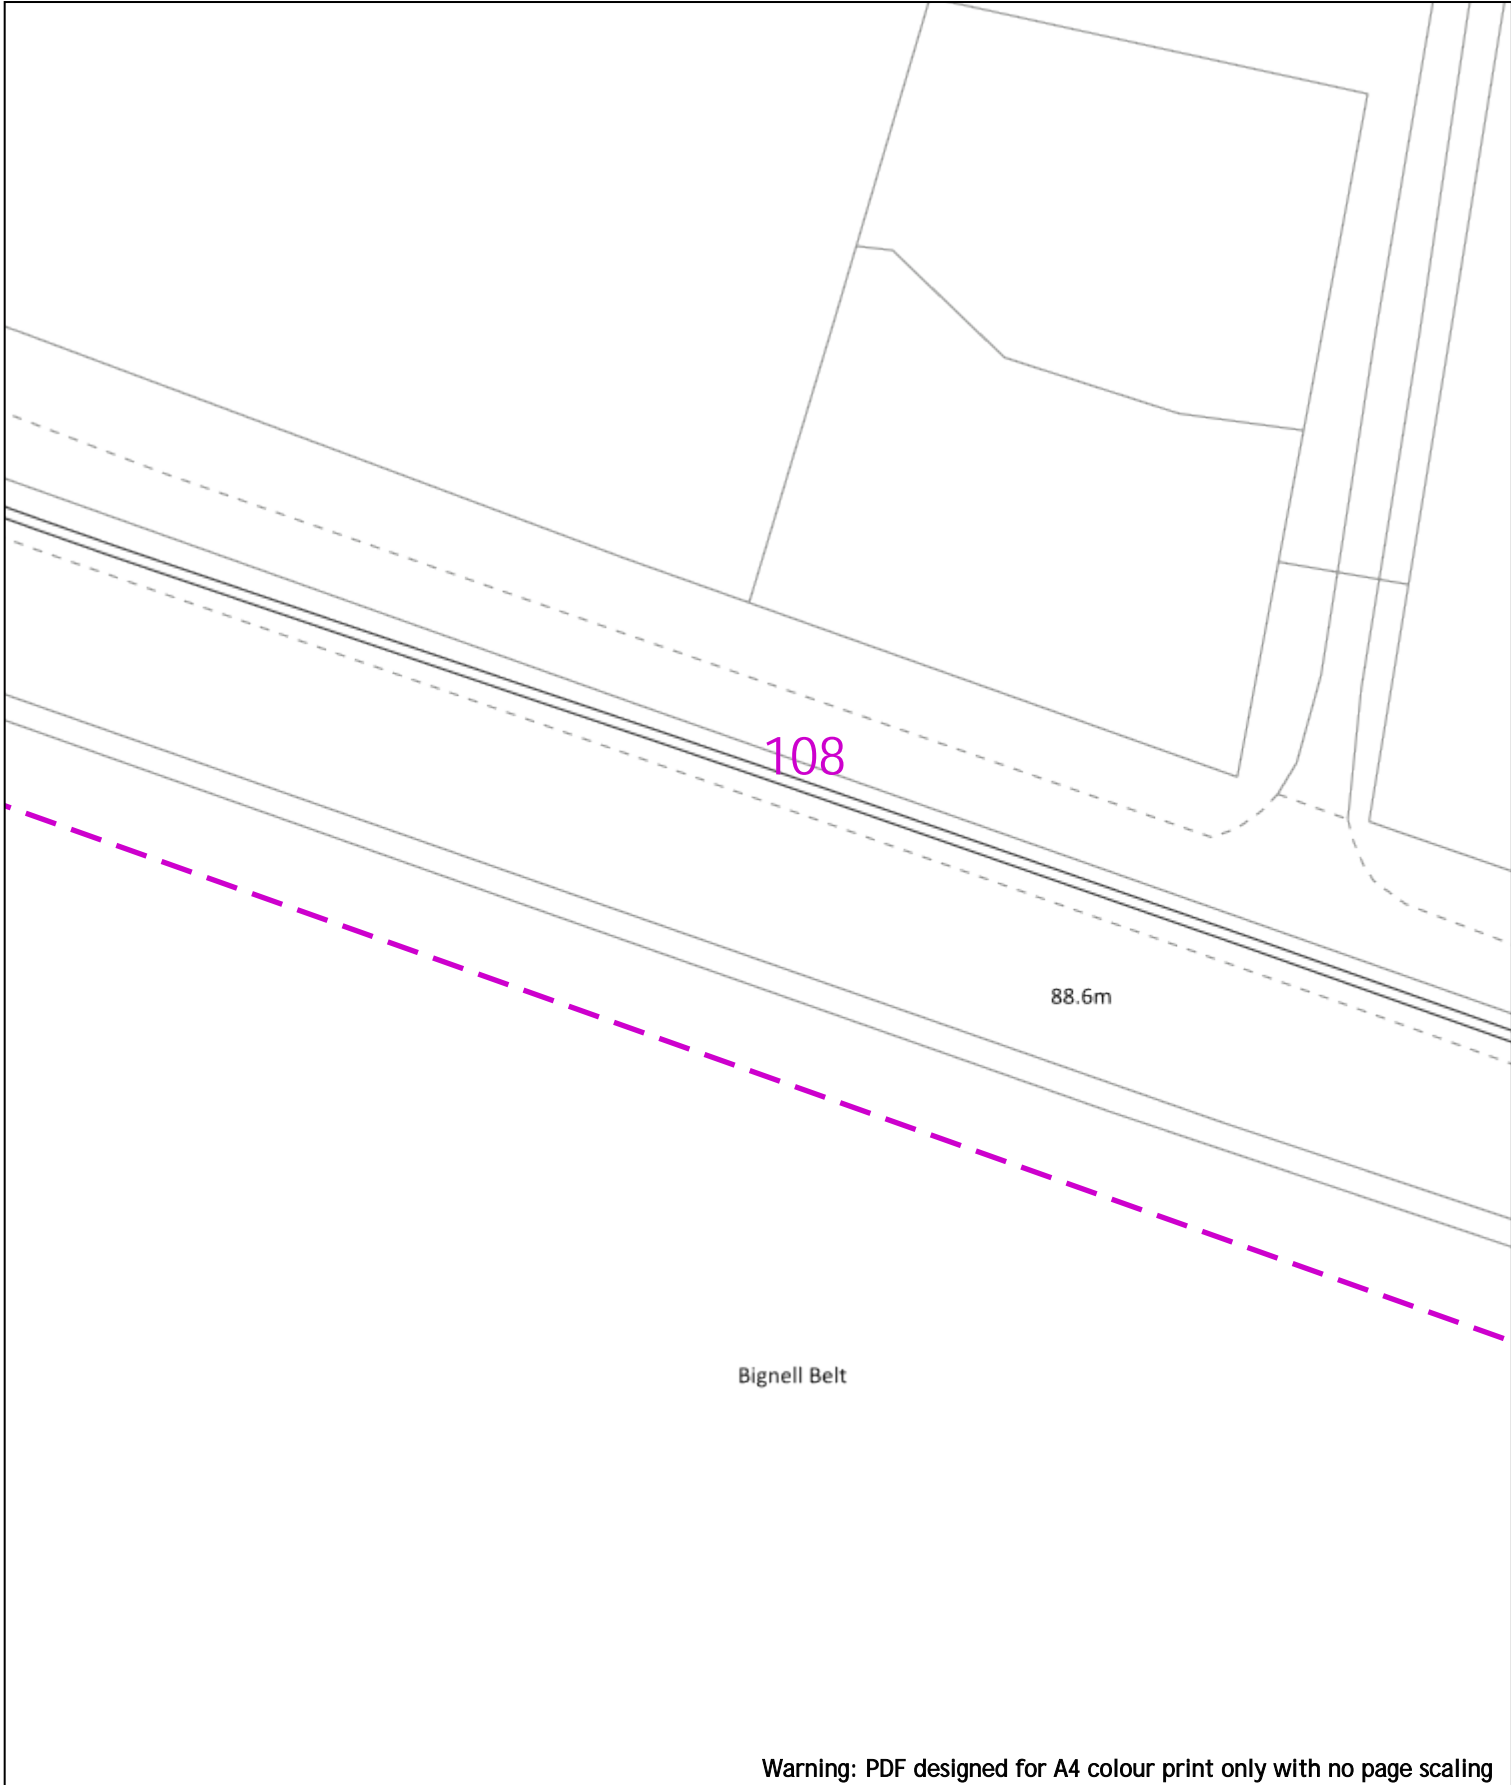 108
88.6m
Bignell Belt
Warning: PDF designed for A4 colour print only with no page scaling